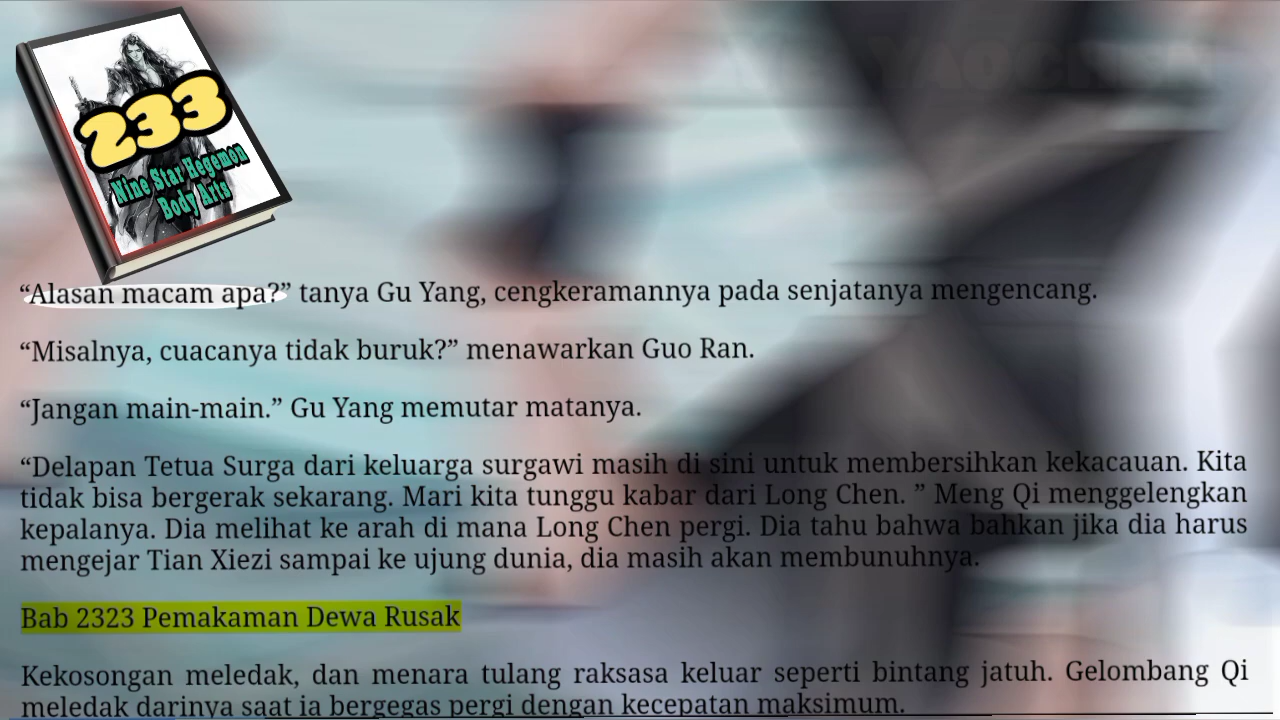 233
Nine Star Hegemon
Body Arts
“Alasan macam apa?” tanya Gu Yang, cengkeramannya pada senjatanya mengencang.
“Misalnya, cuacanya tidak buruk?” menawarkan Guo Ran.
“Jangan main-main.” Gu Yang memutar matanya.
“Delapan Tetua Surga dari keluarga surgawi masih di sini untuk membersihkan kekacauan. Kita
tidak bisa bergerak sekarang. Mari kita tunggu kabar dari Long Chen. ” Meng Qi menggelengkan
kepalanya. Dia melihat ke arah di mana Long Chen pergi. Dia tahu bahwa bahkan jika dia harus
mengejar Tian Xiezi sampai ke ujung dunia, dia masih akan membunuhnya.
Bab 2323 Pemakaman Dewa Rusak
Kekosongan meledak, dan menara tulang raksasa keluar seperti bintang jatuh. Gelombang Qi
meledak darinya saat ia bergegas pergi dengan kecepatan maksimum.